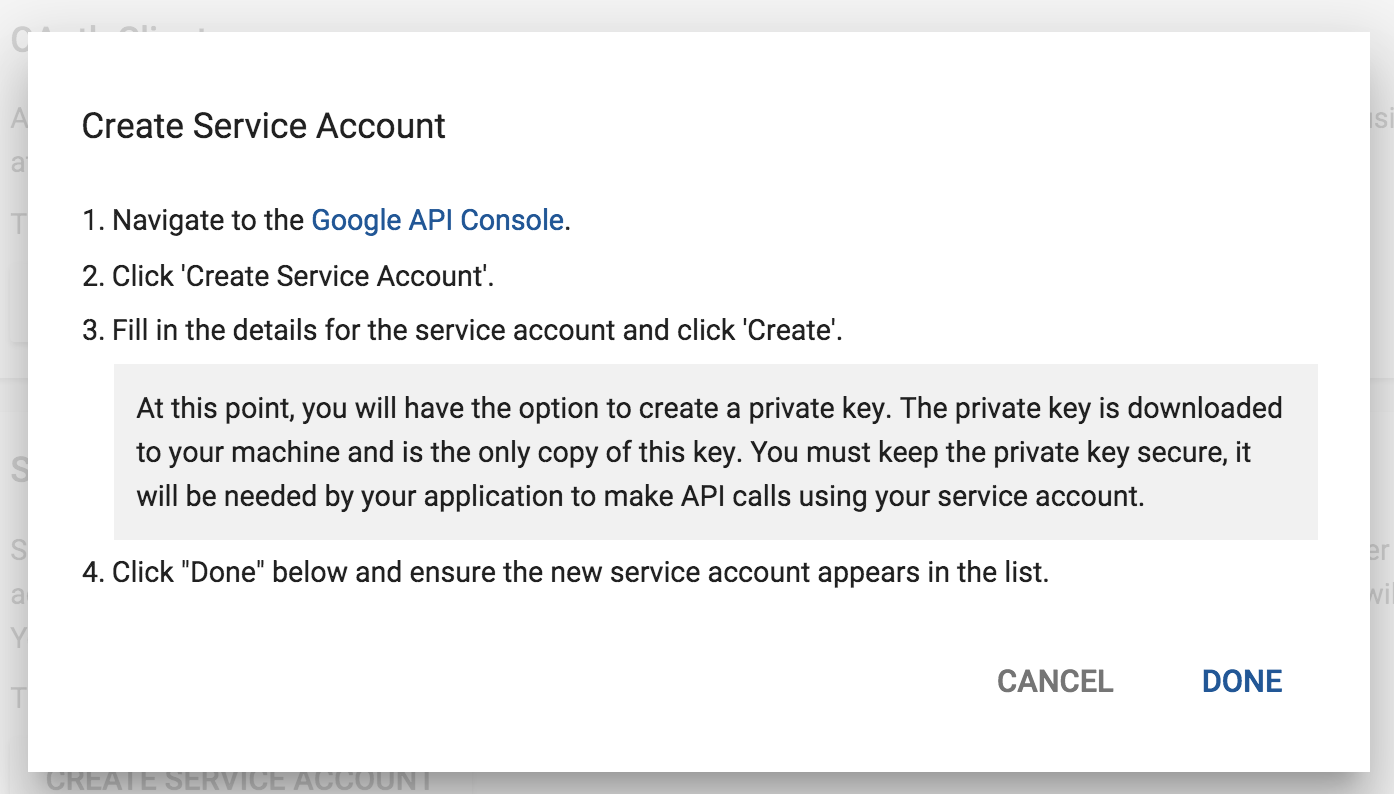 Create Service Account
1. Navigate to the Google API Console.
2. Click 'Create Service Account'.
3. Fill in the details for the service account and click 'Create'.
At this point, you will have the option to create a private key. The private key is downloaded
to your machine and is the only copy of this key. You must keep the private key secure, it
will be needed by your application to make API calls using your service account.
4. Click "Done" below and ensure the new service account appears in the list.
CANCEL DONE
CREATE SERVICE ACCOUNT